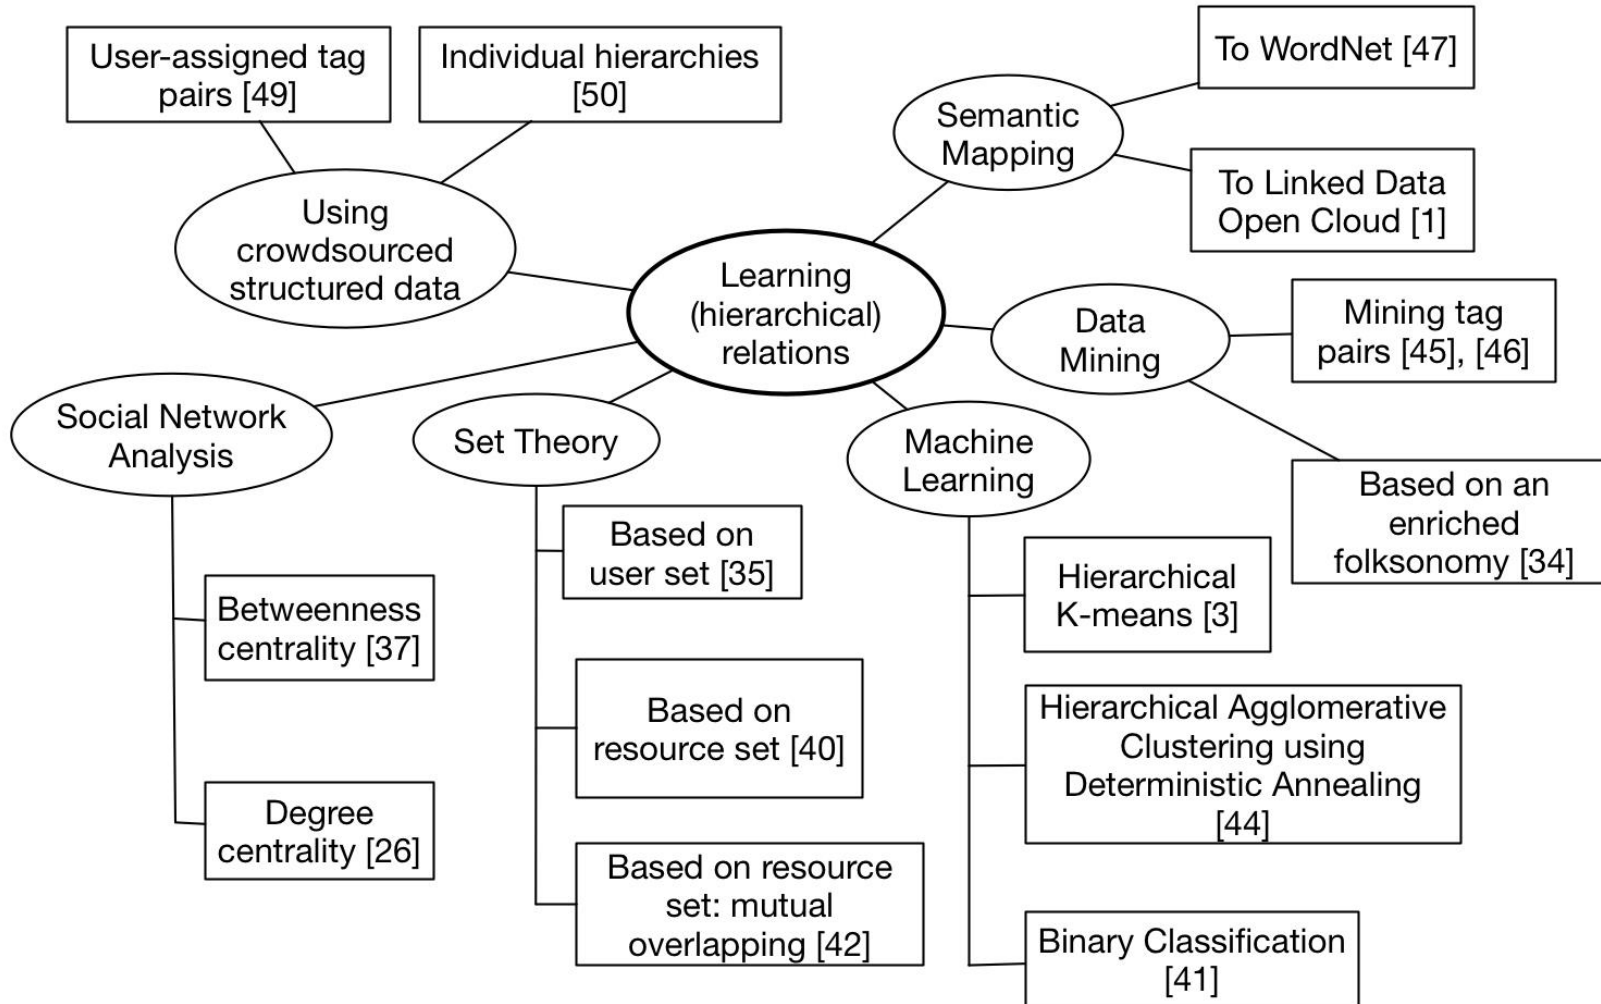 User-assigned tag
pairs [49]
Individual hierarchies
[50]
Using
crowdsourced
structured data
To WordNet [47]
Semantic
Mapping
To Linked Data
Open Cloud [1]
Learning
(hierarchical)
relations
Data
Mining
Mining tag
pairs [45], [46]
Based on an
enriched
folksonomy [34]
Social Network
Analysis
Betweenness
centrality [37]
Degree
centrality [26]
Set Theory
Based on
user set [35]
Based on
resource set [40]
Based on resource
set: mutual
overlapping [42]
Machine
Learning
Hierarchical
K-means [3]
Hierarchical Agglomerative
Clustering using
Deterministic Annealing
[44]
Binary Classification
[41]